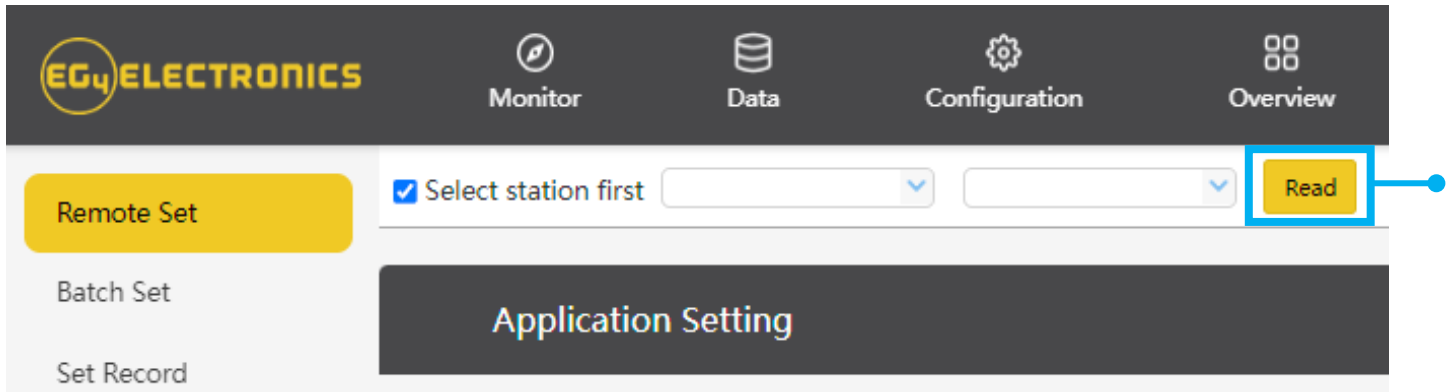 EG4 ELECTRONICS
Monitor
Data
Configuration
Overview
Remote Set
Select station first
Read
Batch Set
Application Setting
Set Record